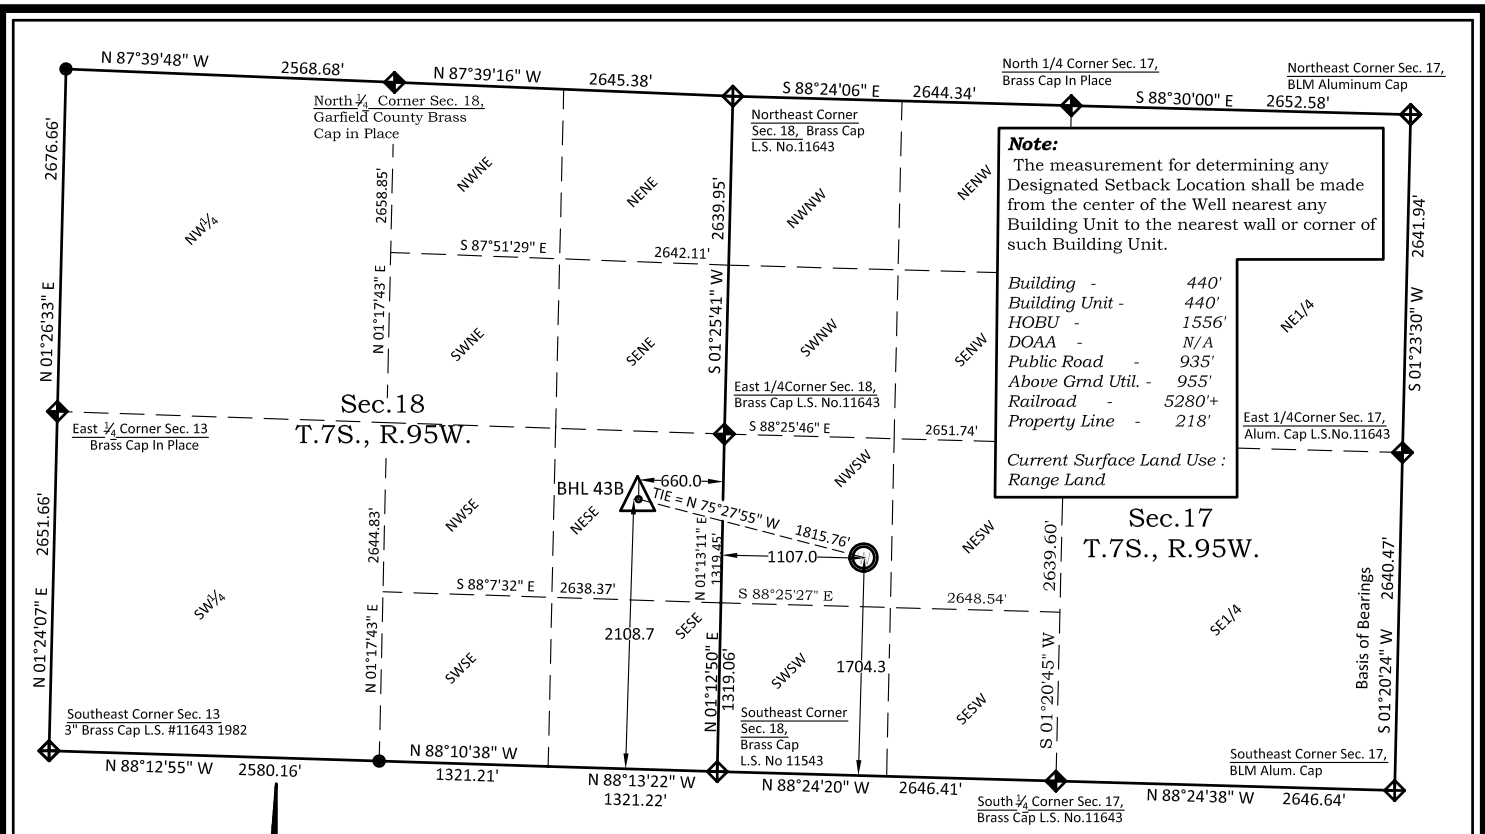 N 87°39'48" W 2568.68'
N 87°39'16" W 2645.38'
S 88°24'06" E 2644.34'
S 88°30'00" E 2652.58'
North 1/4 Corner Sec. 17,
Brass Cap In Place
Northeast Corner Sec. 17,
BLM Aluminum Cap
North ¼ Corner Sec. 18,
Garfield County Brass
Cap in Place
Northeast Corner
Sec. 18, Brass Cap
L.S. No.11643
Note:
The measurement for determining any
Designated Setback Location shall be made
from the center of the Well nearest any
Building Unit to the nearest wall or corner of
such Building Unit.
Building - 440'
Building Unit - 440'
HOBU - 1556'
DOAA - N/A
Public Road - 935'
Above Grnd Util. - 955'
Railroad - 5280'+
Property Line - 218'
Current Surface Land Use :
Range Land
N 01°26'33" E 2676.66'
NW¼
N 01°17'43" E 2658.85'
NWNE
NENE
S 01°25'41" W 2639.95'
NWNW
NENW
S 01°23'30" W 2641.94'
S 87°51'29" E 2642.11'
SWNE
SENE
SWNW
SENW
NE1/4
Sec.18
T.7S., R.95W.
East 1/4Corner Sec. 18,
Brass Cap L.S. No.11643
East ¼ Corner Sec. 13
Brass Cap In Place
S 88°25'46" E 2651.74'
East 1/4Corner Sec. 17,
Alum. Cap L.S.No.11643
N 01°24'07" E 2651.66'
SW¼
N 01°17'43" E 2644.83'
NWSE
NESE
BHL 43B
660.0
TIE = N 75°27'55" W 1815.76'
N 01°13'11" E
1319.45'
1107.0
NWSW
NESW
Sec.17
T.7S., R.95W.
S 88°7'32" E 2638.37'
S 88°25'27" E 2648.54'
2108.7
SWSE
SESE
N 01°12'50" E
1319.06'
SWSW
1704.3
SESW
S 01°20'45" W 2639.60'
SE1/4
Basis of Bearings
S 01°20'24" W 2640.47'
Southeast Corner Sec. 13
3" Brass Cap L.S. #11643 1982
Southeast Corner
Sec. 18,
Brass Cap
L.S. No 11543
Southeast Corner Sec. 17,
BLM Alum. Cap
N 88°12'55" W 2580.16'
N 88°10'38" W
1321.21'
N 88°13'22" W
1321.22'
N 88°24'20" W 2646.41'
South ¼ Corner Sec. 17,
Brass Cap L.S. No.11643
N 88°24'38" W 2646.64'